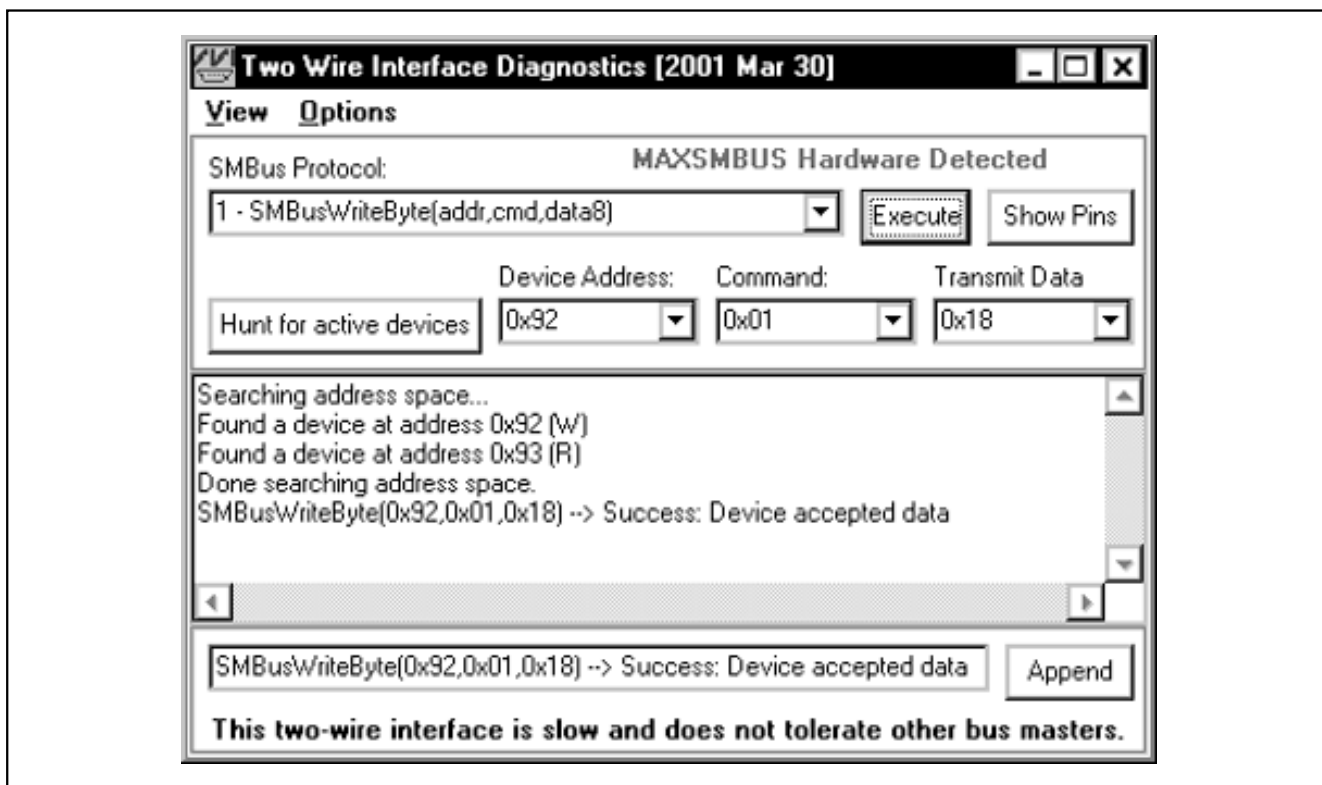 Two Wire Interface Diagnostics [2001 Mar 30]
View Options
SMBus Protocol: MAXSMBUS Hardware Detected
1 - SMBusWriteByte(addr,cmd,data8) Execute Show Pins
Device Address: Command: Transmit Data
Hunt for active devices 0x92 0x01 0x18
Searching address space...
Found a device at address 0x92 (W)
Found a device at address 0x93 (R)
Done searching address space.
SMBusWriteByte(0x92,0x01,0x18) --> Success: Device accepted data
SMBusWriteByte(0x92,0x01,0x18) --> Success: Device accepted data Append
This two-wire interface is slow and does not tolerate other bus masters.